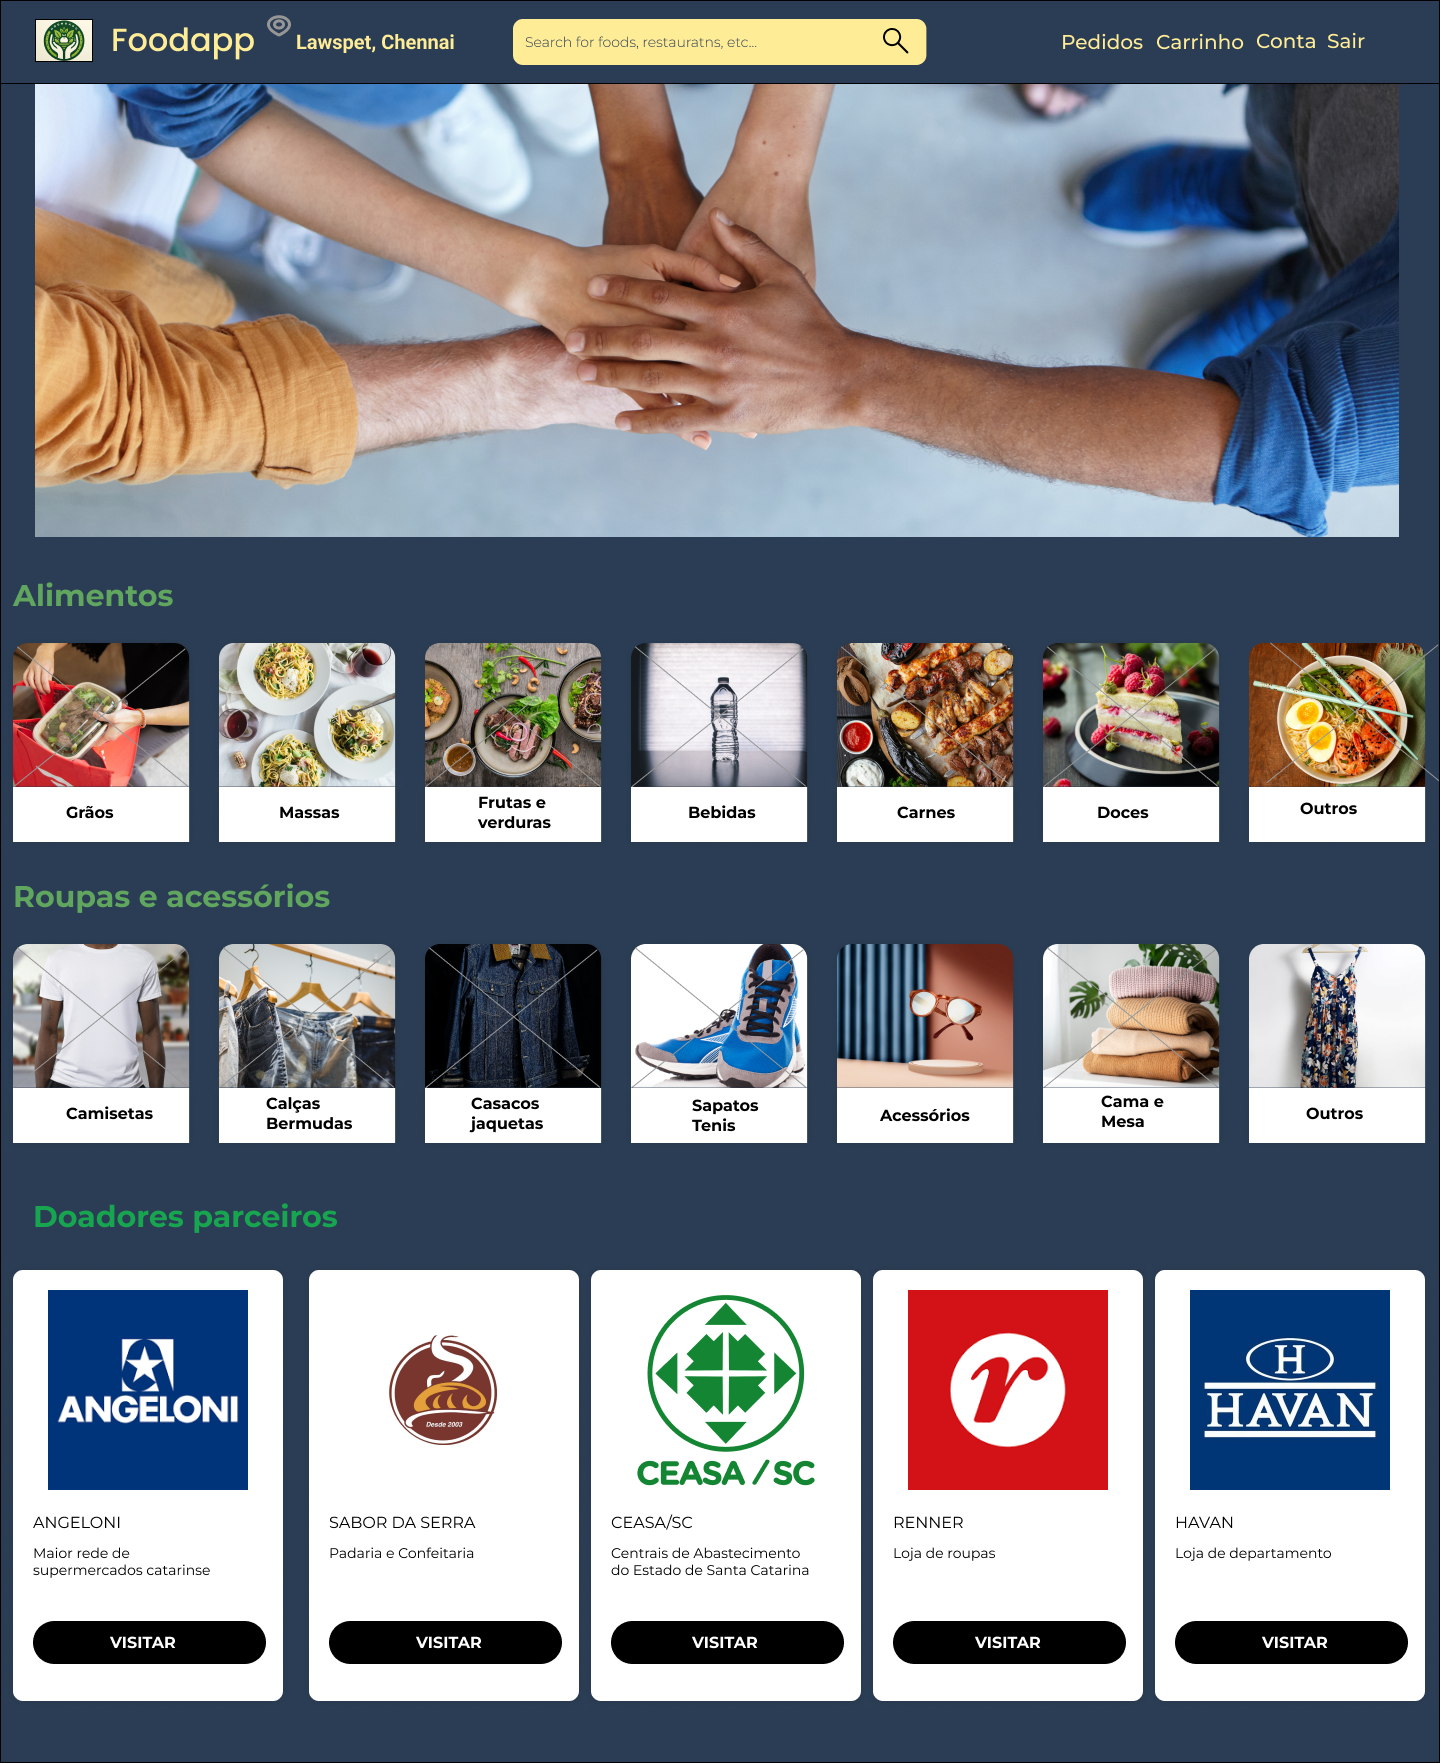 Foodapp
Lawspet, Chennai
Search for foods, restauratns, etc...
Pedidos Carrinho Conta Sair
Alimentos
Grãos
Massas
Frutas e
verduras
Bebidas
Carnes
Doces
Outros
Roupas e acessórios
Camisetas
Calças
Bermudas
Casacos
jaquetas
Sapatos
Tenis
Acessórios
Cama e
Mesa
Outros
Doadores parceiros
ANGELONI
ANGELONI
Maior rede de
supermercados catarinse
VISITAR
Desde 2003
SABOR DA SERRA
Padaria e Confeitaria
VISITAR
CEASA/SC
CEASA/SC
Centrais de Abastecimento
do Estado de Santa Catarina
VISITAR
r
RENNER
Loja de roupas
VISITAR
H
HAVAN
HAVAN
Loja de departamento
VISITAR